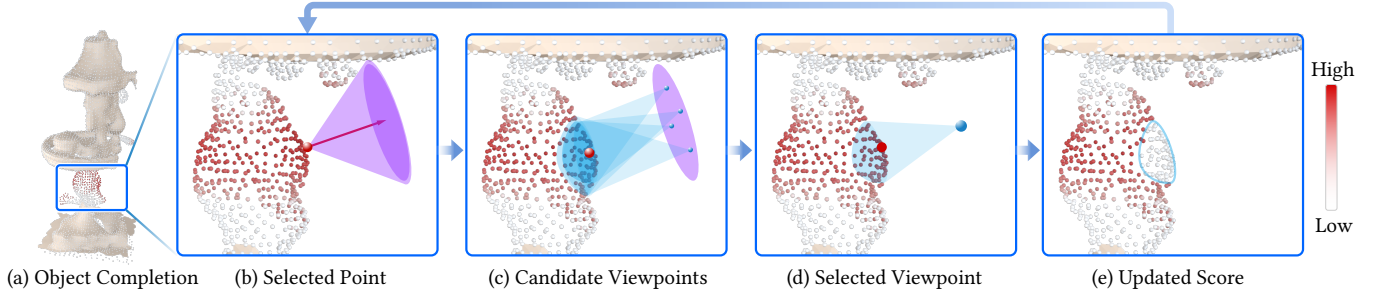 High
Low
(a) Object Completion
(b) Selected Point
(c) Candidate Viewpoints
(d) Selected Viewpoint
(e) Updated Score